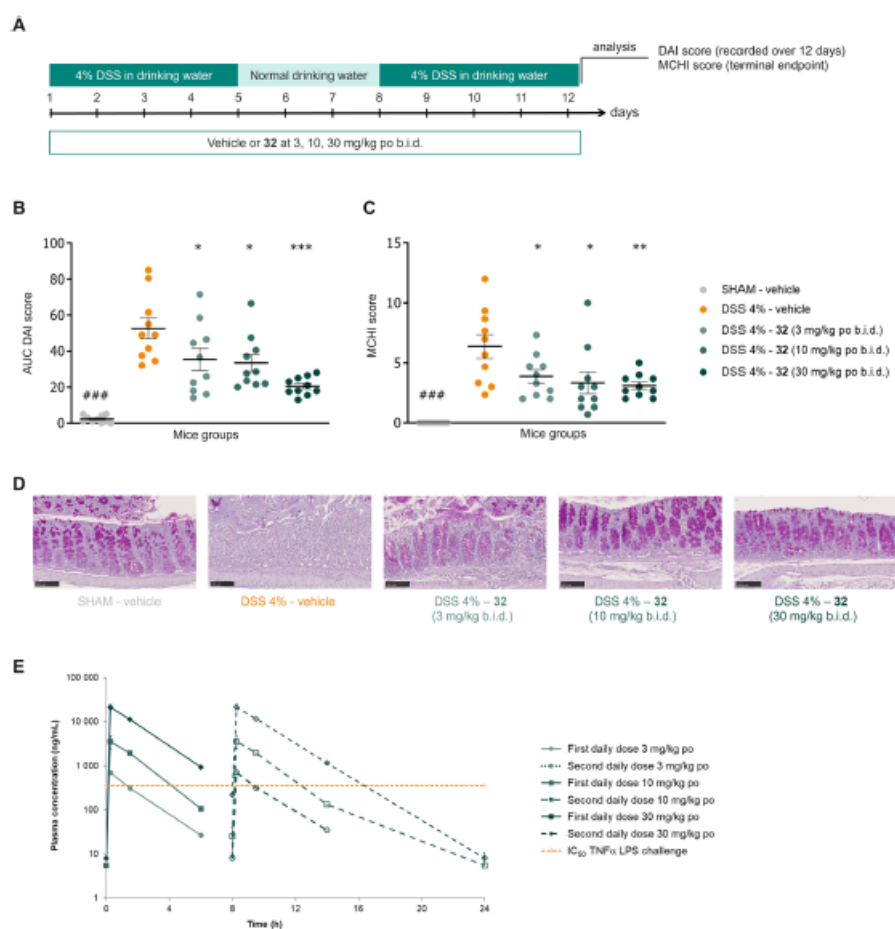 A
analysis
DAI score (recorded over 12 days)
MCHI score (terminal endpoint)
4% DSS in drinking water
Normal drinking water
4% DSS in drinking water
1 2 3 4 5 6 7 8 9 10 11 12
days
Vehicle or 32 at 3, 10, 30 mg/kg po b.i.d.
B
AUC DAI score
100
80
60
40
20
0
###
* * ***
Mice groups
C
MCHI score
15
10
5
0
###
* * **
Mice groups
SHAM - vehicle
DSS 4% - vehicle
DSS 4% - 32 (3 mg/kg po b.i.d.)
DSS 4% - 32 (10 mg/kg po b.i.d.)
DSS 4% - 32 (30 mg/kg po b.i.d.)
D
SHAM - vehicle
DSS 4% - vehicle
DSS 4% – 32
(3 mg/kg b.i.d.)
DSS 4% – 32
(10 mg/kg b.i.d.)
DSS 4% – 32
(30 mg/kg b.i.d.)
E
Plasma concentration (ng/mL)
100 000
10 000
1 000
100
10
1
0 4 8 12 16 20 24
Time (h)
First daily dose 3 mg/kg po
Second daily dose 3 mg/kg po
First daily dose 10 mg/kg po
Second daily dose 10 mg/kg po
First daily dose 30 mg/kg po
Second daily dose 30 mg/kg po
IC50 TNFα LPS challenge